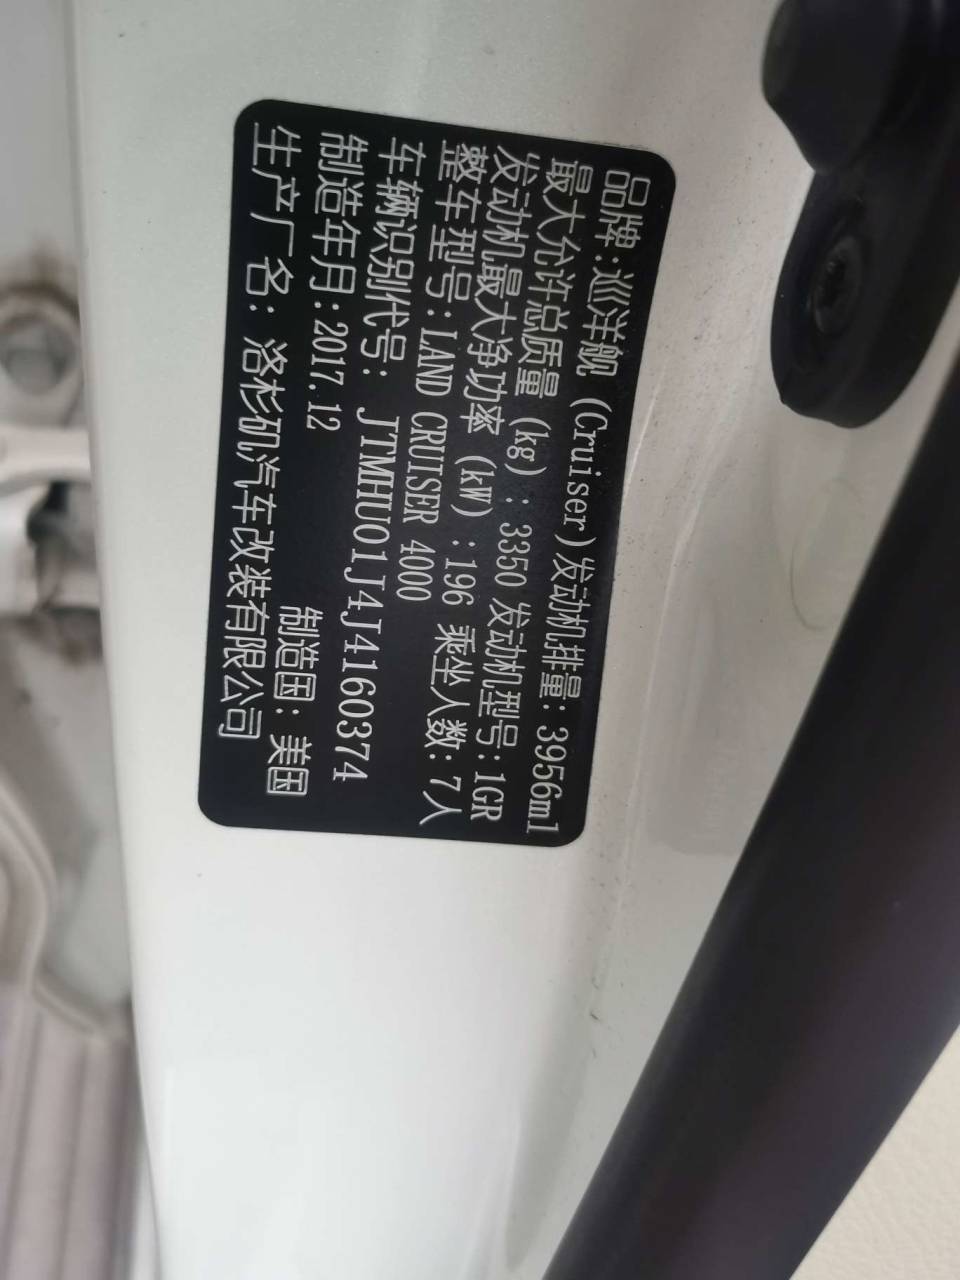 品牌:巡洋舰 (Cruiser)发动机排量: 3956ml
最大允许总质量 (kg) : 3350 发动机型号:1GR
发动机最大净功率 (kW) :196 乘坐人数: 7人
整车型号: LAND CRUISER 4000
车辆识别代号: JTMHU01J4J4160374
制造年月: 2017.12 制造国: 美国
生产厂名: 洛杉矶汽车改装有限公司